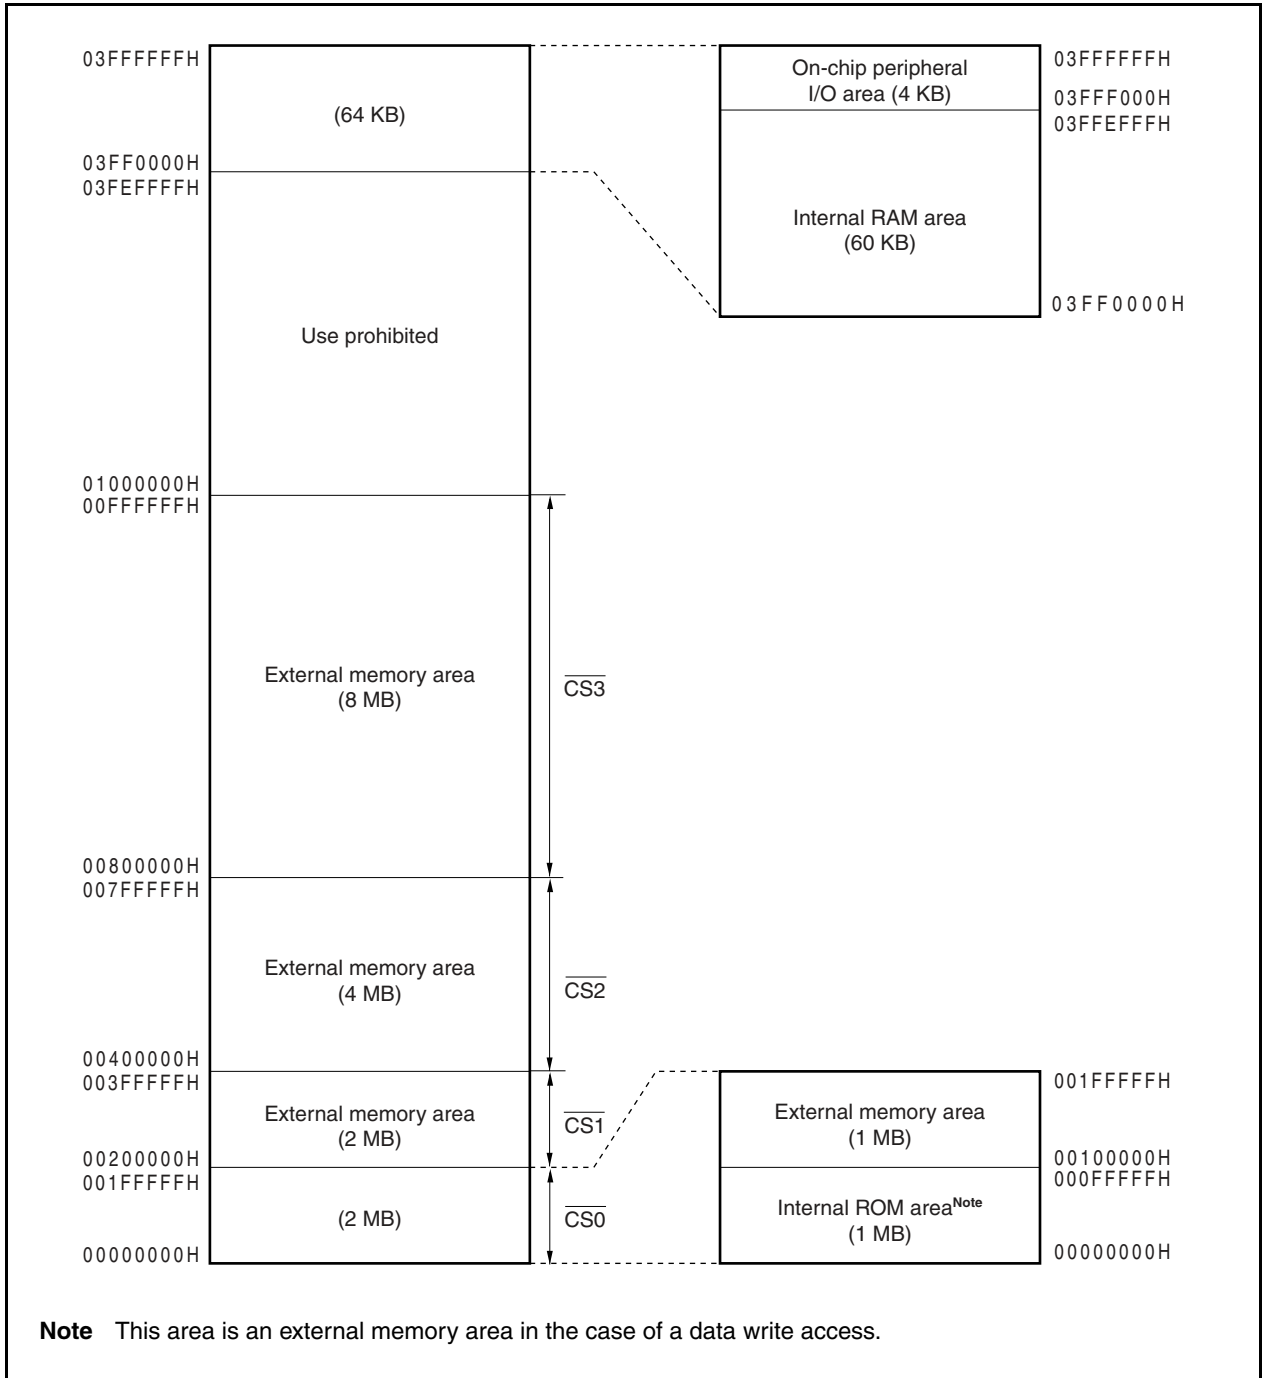 03FFFFFFH
(64 KB)
03FF0000H
03FEFFFFH
Use prohibited
01000000H
00FFFFFFH
External memory area
(8 MB)
CS3
00800000H
007FFFFFH
External memory area
(4 MB)
CS2
00400000H
003FFFFFH
External memory area
(2 MB)
CS1
00200000H
001FFFFFH
(2 MB)
CS0
00000000H
On-chip peripheral
I/O area (4 KB)
03FFFFFFH
03FFF000H
03FFEFFFH
Internal RAM area
(60 KB)
03FF0000H
001FFFFFH
External memory area
(1 MB)
00100000H
000FFFFFH
Internal ROM areaNote
(1 MB)
00000000H
Note This area is an external memory area in the case of a data write access.